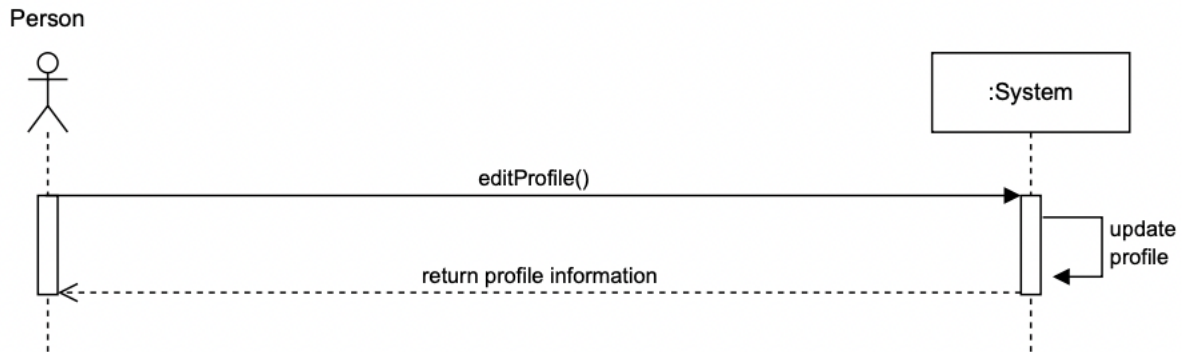 Person
:System
editProfile()
update
profile
return profile information